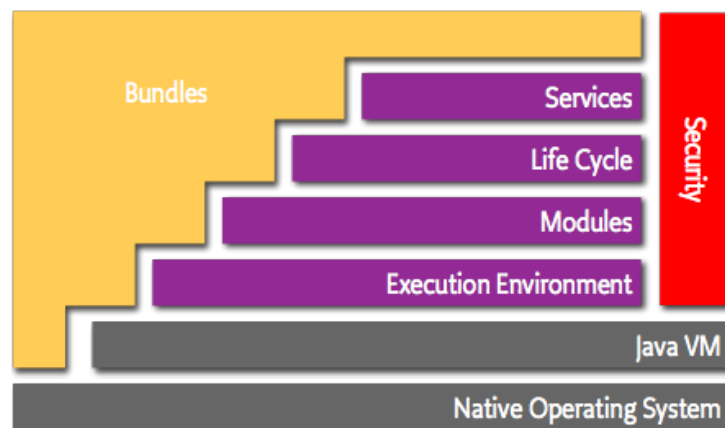 Bundles
Services
Life Cycle
Modules
Execution Environment
Security
Java VM
Native Operating System